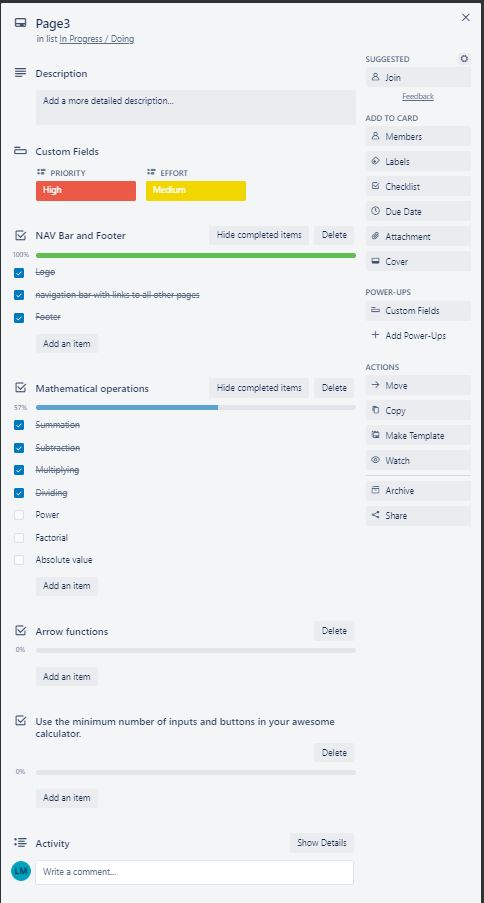 Page3
in list In Progress / Doing
Description
Add a more detailed description...
Custom Fields
PRIORITY
EFFORT
High
Medium
NAV Bar and Footer
Hide completed items
Delete
100%
Logo
navigation bar with links to all other pages
Footer
Add an item
Mathematical operations
Hide completed items
Delete
57%
Summation
Subtraction
Multiplying
Dividing
Power
Factorial
Absolute value
Add an item
Arrow functions
Delete
0%
Add an item
Use the minimum number of inputs and buttons in your awesome
calculator.
Delete
0%
Add an item
Activity
Show Details
LM
Write a comment...
SUGGESTED
Join
Feedback
ADD TO CARD
Members
Labels
Checklist
Due Date
Attachment
Cover
POWER-UPS
Custom Fields
Add Power-Ups
ACTIONS
Move
Copy
Make Template
Watch
Archive
Share